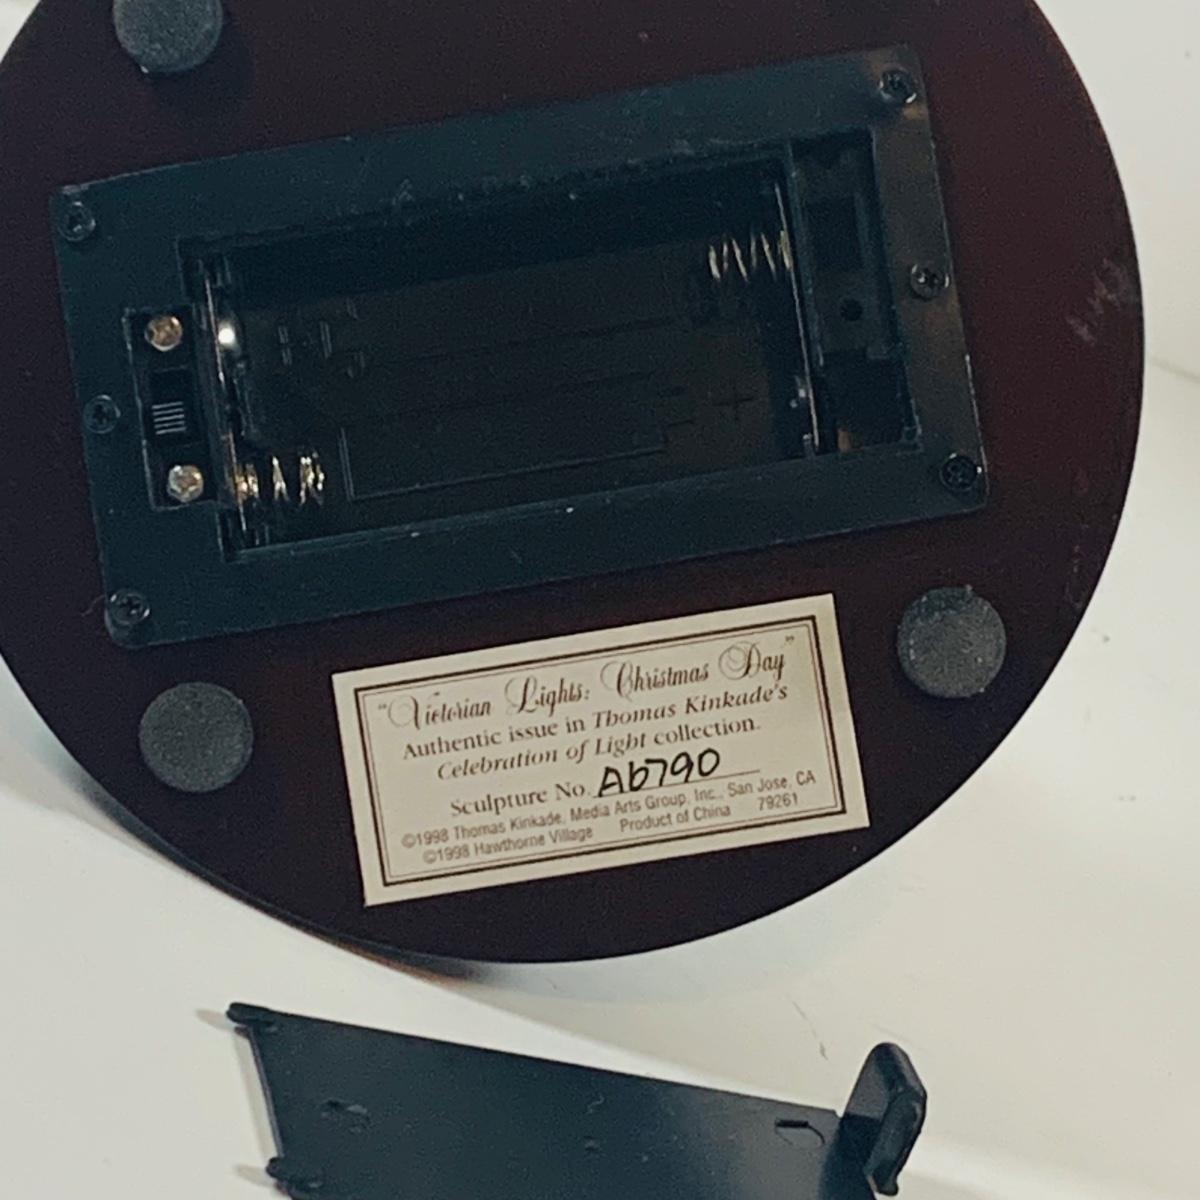 "Victorian Lights: Christmas Day"
Authentic issue in Thomas Kinkade's
Celebration of Light collection.
Sculpture No. A6790
©1998 Thomas Kinkade, Media Arts Group, Inc., San Jose, CA
©1998 Hawthorne Village Product of China 79261